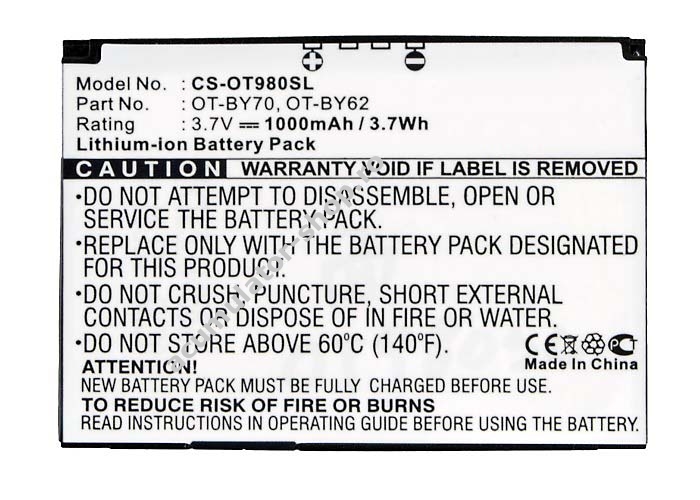 Model No. : CS-OT980SL
Part No. : OT-BY70, OT-BY62
Rating : 3.7V 1000mAh / 3.7Wh
Lithium-ion Battery Pack
CAUTION WARRANTY VOID IF LABEL IS REMOVED
•DO NOT ATTEMPT TO DISASSEMBLE, OPEN OR
SERVICE THE BATTERY PACK.
•REPLACE ONLY WITH THE BATTERY PACK DESIGNATED
FOR THIS PRODUCT.
•DO NOT CRUSH, PUNCTURE, SHORT EXTERNAL
CONTACTS OR DISPOSE OF IN FIRE OR WATER.
•DO NOT STORE ABOVE 60°C (140°F).
CE
Made In China
ATTENTION!
NEW BATTERY PACK MUST BE FULLY CHARGED BEFORE USE.
TO REDUCE RISK OF FIRE OR BURNS
READ INSTRUCTIONS IN THIS PACKAGE BEFORE USING THE BATTERY PACK.